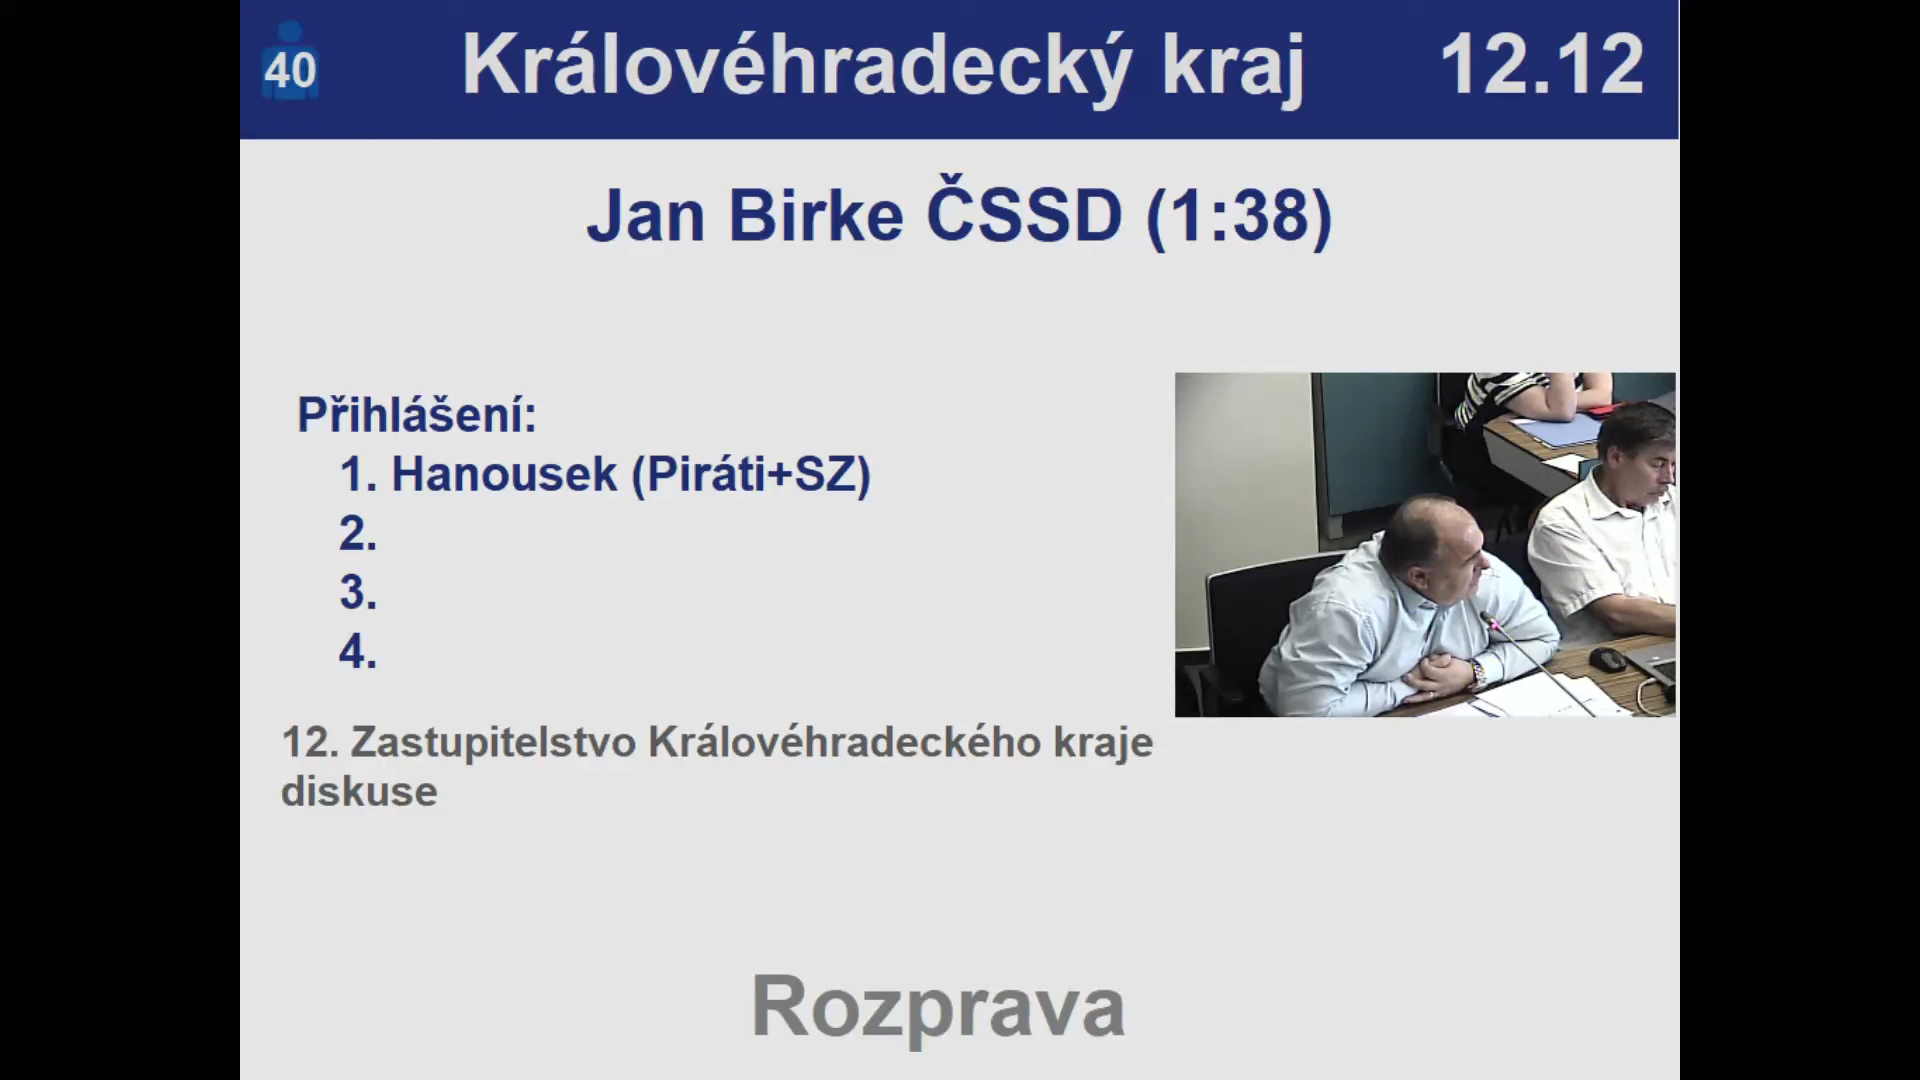 40
Královéhradecký kraj
12.12
Jan Birke ČSSD (1:38)
Přihlášení:
1. Hanousek (Piráti+SZ)
2.
3.
4.
12. Zastupitelstvo Královéhradeckého kraje
diskuse
Rozprava